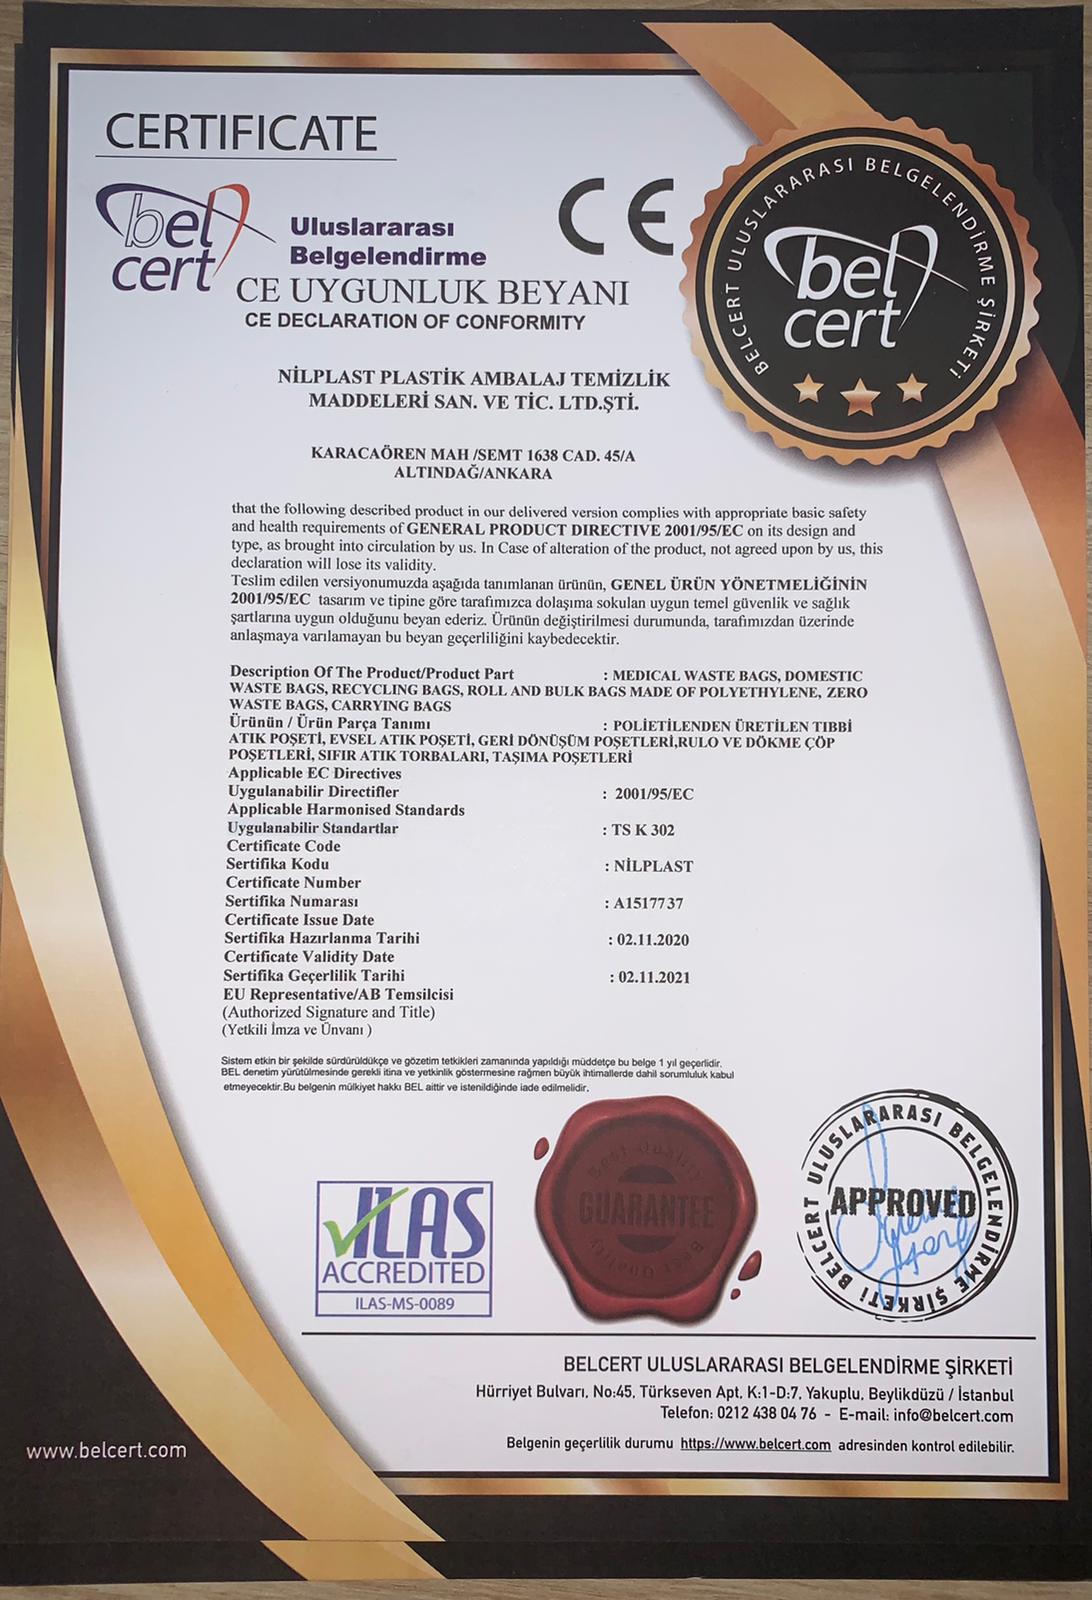 CERTIFICATE
bel cert
Uluslararası
Belgelendirme
CE
CE UYGUNLUK BEYANI
CE DECLARATION OF CONFORMITY
BELCERT ULUSLARARASI BELGELENDİRME ŞİRKETİ
bel
cert
NİLPLAST PLASTİK AMBALAJ TEMİZLİK
MADDELERİ SAN. VE TİC. LTD.ŞTİ.
KARACAÖREN MAH /SEMT 1638 CAD. 45/A
ALTINDAĞ/ANKARA
that the following described product in our delivered version complies with appropriate basic safety
and health requirements of GENERAL PRODUCT DIRECTIVE 2001/95/EC on its design and
type, as brought into circulation by us. In Case of alteration of the product, not agreed upon by us, this
declaration will lose its validity.
Teslim edilen versiyonumuzda aşağıda tanımlanan ürünün, GENEL ÜRÜN YÖNETMELİĞİNİN
2001/95/EC tasarım ve tipine göre tarafımızca dolaşıma sokulan uygun temel güvenlik ve sağlık
şartlarına uygun olduğunu beyan ederiz. Ürünün değiştirilmesi durumunda, tarafımızdan üzerinde
anlaşmaya varılamayan bu beyan geçerliliğini kaybedecektir.
Description Of The Product/Product Part : MEDICAL WASTE BAGS, DOMESTIC
WASTE BAGS, RECYCLING BAGS, ROLL AND BULK BAGS MADE OF POLYETHYLENE, ZERO
WASTE BAGS, CARRYING BAGS
Ürünün / Ürün Parça Tanımı : POLİETİLENDEN ÜRETİLEN TIBBİ
ATIK POŞETİ, EVSEL ATIK POŞETİ, GERİ DÖNÜŞÜM POŞETLERİ,RULO VE DÖKME ÇÖP
POŞETLERİ, SIFIR ATIK TORBALARI, TAŞIMA POŞETLERİ
Applicable EC Directives
Uygulanabilir Direktifler : 2001/95/EC
Applicable Harmonised Standards
Uygulanabilir Standartlar : TS K 302
Certificate Code
Sertifika Kodu : NİLPLAST
Certificate Number
Sertifika Numarası : A1517737
Certificate Issue Date
Sertifika Hazırlanma Tarihi : 02.11.2020
Certificate Validity Date
Sertifika Geçerlilik Tarihi : 02.11.2021
EU Representative/AB Temsilcisi
(Authorized Signature and Title)
(Yetkili İmza ve Ünvanı )
Sistem etkin bir şekilde sürdürüldükçe ve gözetim tetkikleri zamanında yapıldığı müddetçe bu belge 1 yıl geçerlidir.
BEL denetim yürütülmesinde gerekli itina ve yetkinlik göstermesine rağmen büyük ihtimallerde dahil sorumluluk kabul
etmeyecektir.Bu belgenin mülkiyet hakkı BEL aittir ve istenildiğinde iade edilmelidir.
ILAS
ACCREDITED
ILAS-MS-0089
Best Quality
GUARANTEE
Best Quality
BELCERT ULUSLARARASI BELGELENDİRME ŞİRKETİ
APPROVED
BELCERT ULUSLARARASI BELGELENDİRME ŞİRKETİ
Hürriyet Bulvarı, No:45, Türkseven Apt, K:1-D:7, Yakuplu, Beylikdüzü / İstanbul
Telefon: 0212 438 04 76 - E-mail: info@belcert.com
Belgenin geçerlilik durumu https://www.belcert.com adresinden kontrol edilebilir.
www.belcert.com